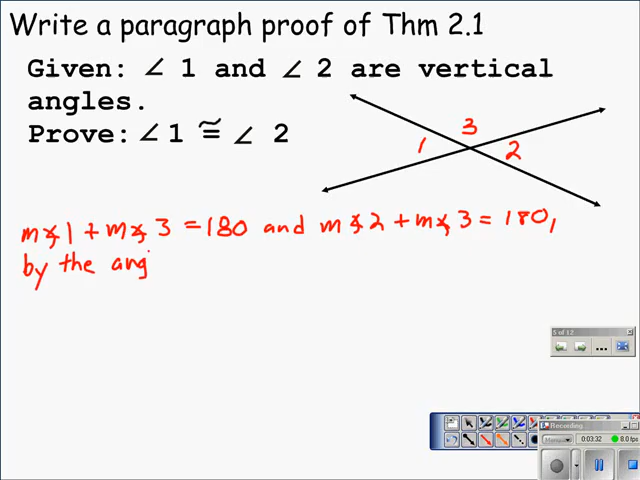 Write a paragraph proof of Thm 2.1
Given: ∠ 1 and ∠ 2 are vertical
angles.
Prove: ∠ 1 ≅ ∠ 2
3
1
2
m∡1 + m∡3 = 180 and m∡2 + m∡3 = 180,
by the ang
5 of 12
...
Recording
Menu
0:03:32
8.0 fps